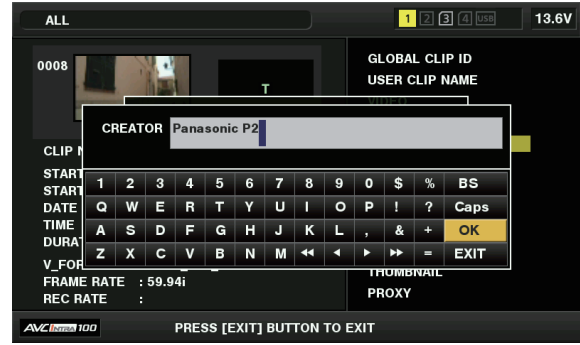 ALL
1 2 3 4 USB
13.6V
0008
T
GLOBAL CLIP ID
USER CLIP NAME
VIDEO
CREATOR Panasonic P2
CLIP
START
START
DATE
TIME
V_FOR
FRAME RATE : 59.94i
REC RATE :
1 2 3 4 5 6 7 8 9 0 $ % BS
Q W E R T Y U I O P ! ? Caps
A S D F G H J K L , & + OK
Z X C V B N M ◄◄ ◄ ► ►► = EXIT
THUMBNAIL
PROXY
AVC INTRA 100
PRESS [EXIT] BUTTON TO EXIT